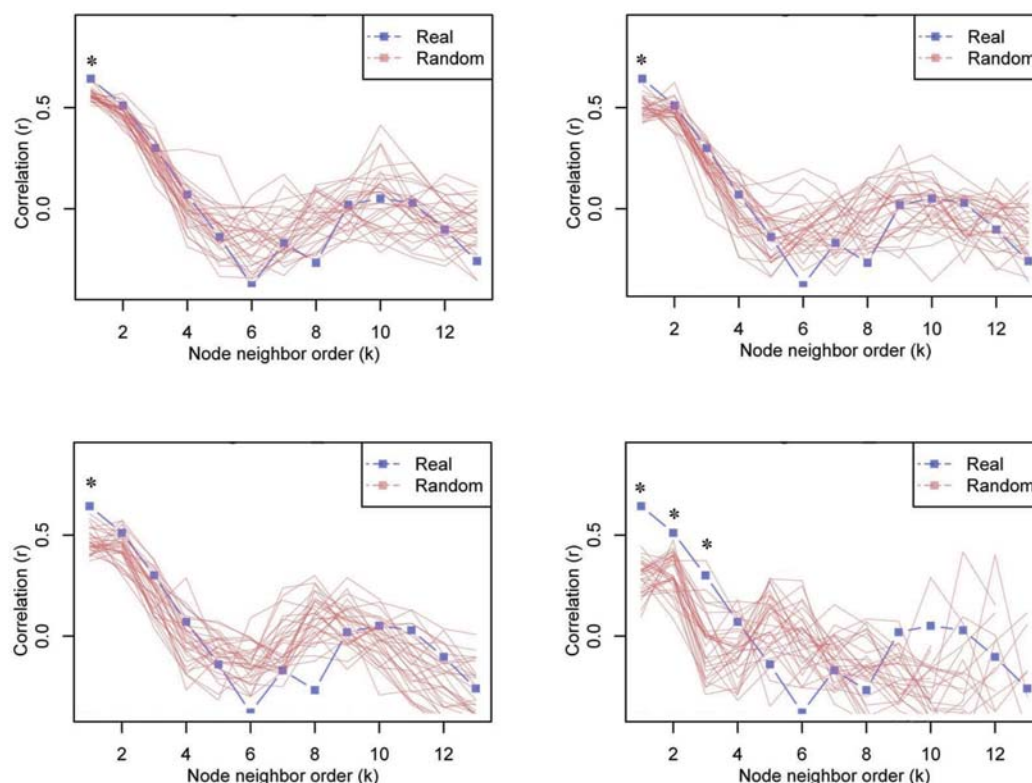 Real
Random
*
0.5
0.0
Correlation (r)
2 4 6 8 10 12
Node neighbor order (k)
Real
Random
*
0.5
0.0
Correlation (r)
2 4 6 8 10 12
Node neighbor order (k)
Real
Random
*
0.5
0.0
Correlation (r)
2 4 6 8 10 12
Node neighbor order (k)
Real
Random
*
*
*
0.5
0.0
Correlation (r)
2 4 6 8 10 12
Node neighbor order (k)